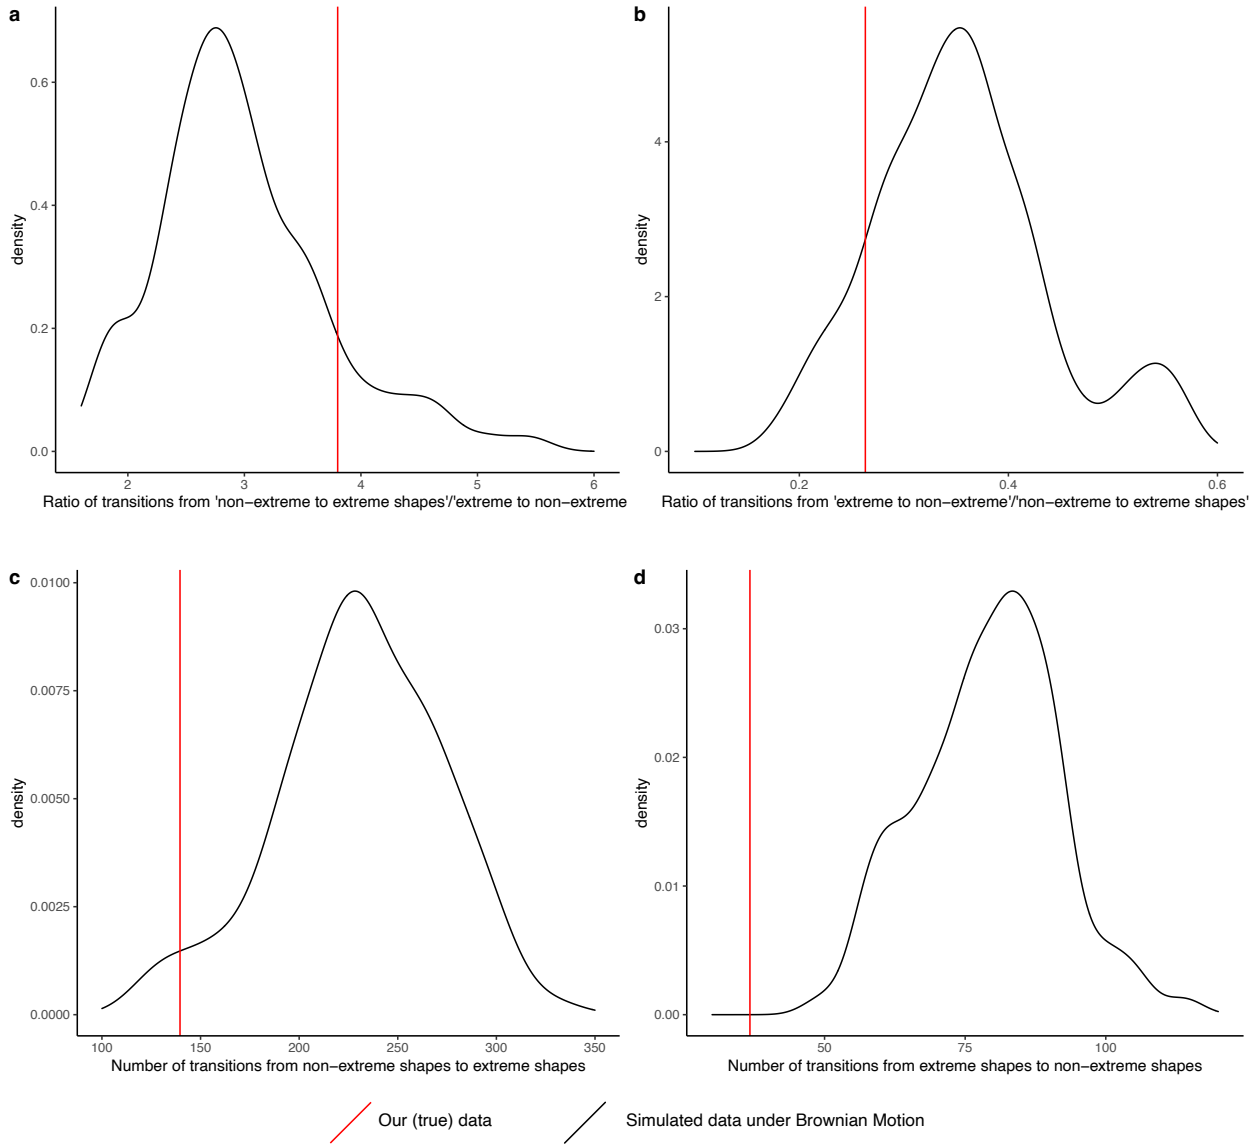 a
0.6
0.4
0.2
0.0
density
2 3 4 5 6
Ratio of transitions from 'non−extreme to extreme shapes'/'extreme to non−extreme
b
4
2
0
density
0.2 0.4 0.6
Ratio of transitions from 'extreme to non−extreme'/'non−extreme to extreme shapes'
c
0.0100
0.0075
0.0050
0.0025
0.0000
density
100 150 200 250 300 350
Number of transitions from non−extreme shapes to extreme shapes
d
0.03
0.02
0.01
0.00
density
50 75 100
Number of transitions from extreme shapes to non−extreme shapes
Our (true) data
Simulated data under Brownian Motion